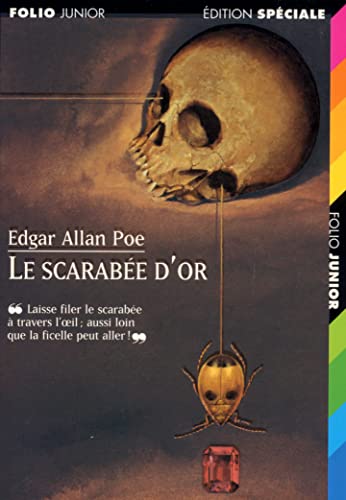 FOLIO JUNIOR
ÉDITION SPÉCIALE
Edgar Allan Poe
LE SCARABÉE D'OR
❝ Laisse filer le scarabée
à travers l'œil ; aussi loin
que la ficelle peut aller ! ❞
FOLIO JUNIOR